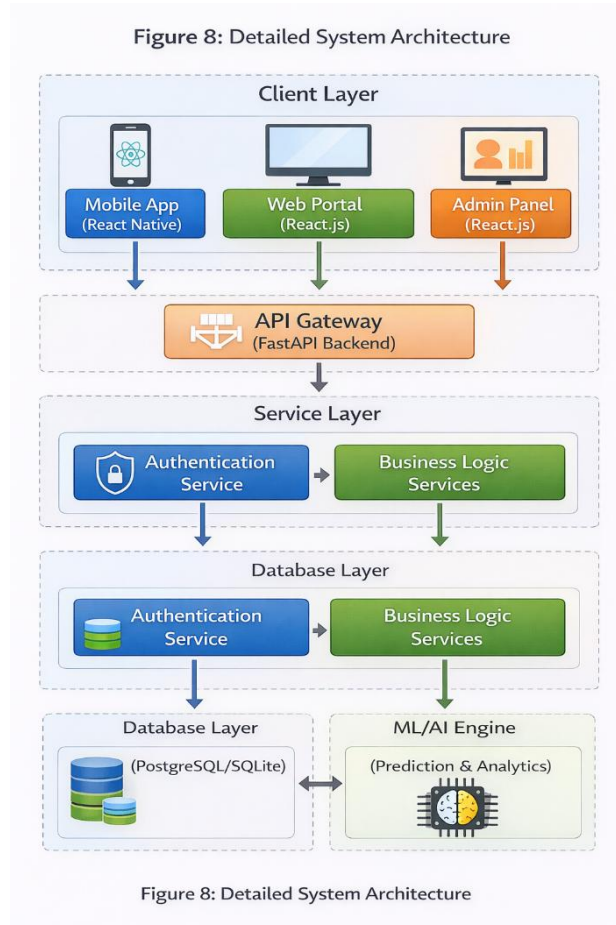 Figure 8: Detailed System Architecture
Client Layer
Mobile App
(React Native)
Web Portal
(React.js)
Admin Panel
(React.js)
API Gateway
(FastAPI Backend)
Service Layer
Authentication
Service
Business Logic
Services
Database Layer
Authentication
Service
Business Logic
Services
Database Layer
(PostgreSQL/SQLite)
ML/AI Engine
(Prediction & Analytics)
Figure 8: Detailed System Architecture